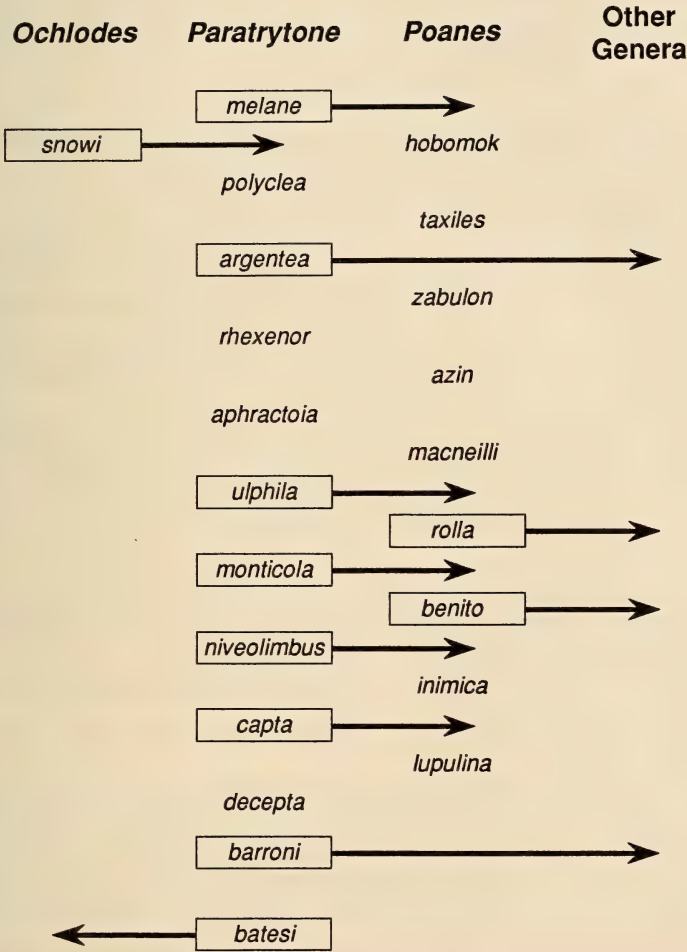 Ochlodes Paratrytone Poanes Other Genera
melane
snowi hobomok
polyclea
taxiles
argentea
zabulon
rhexenor
azin
aphractoia
macneilli
ulphila
rolla
monticola
benito
niveolimbus
inimica
capta
lupulina
decepta
barroni
batesi